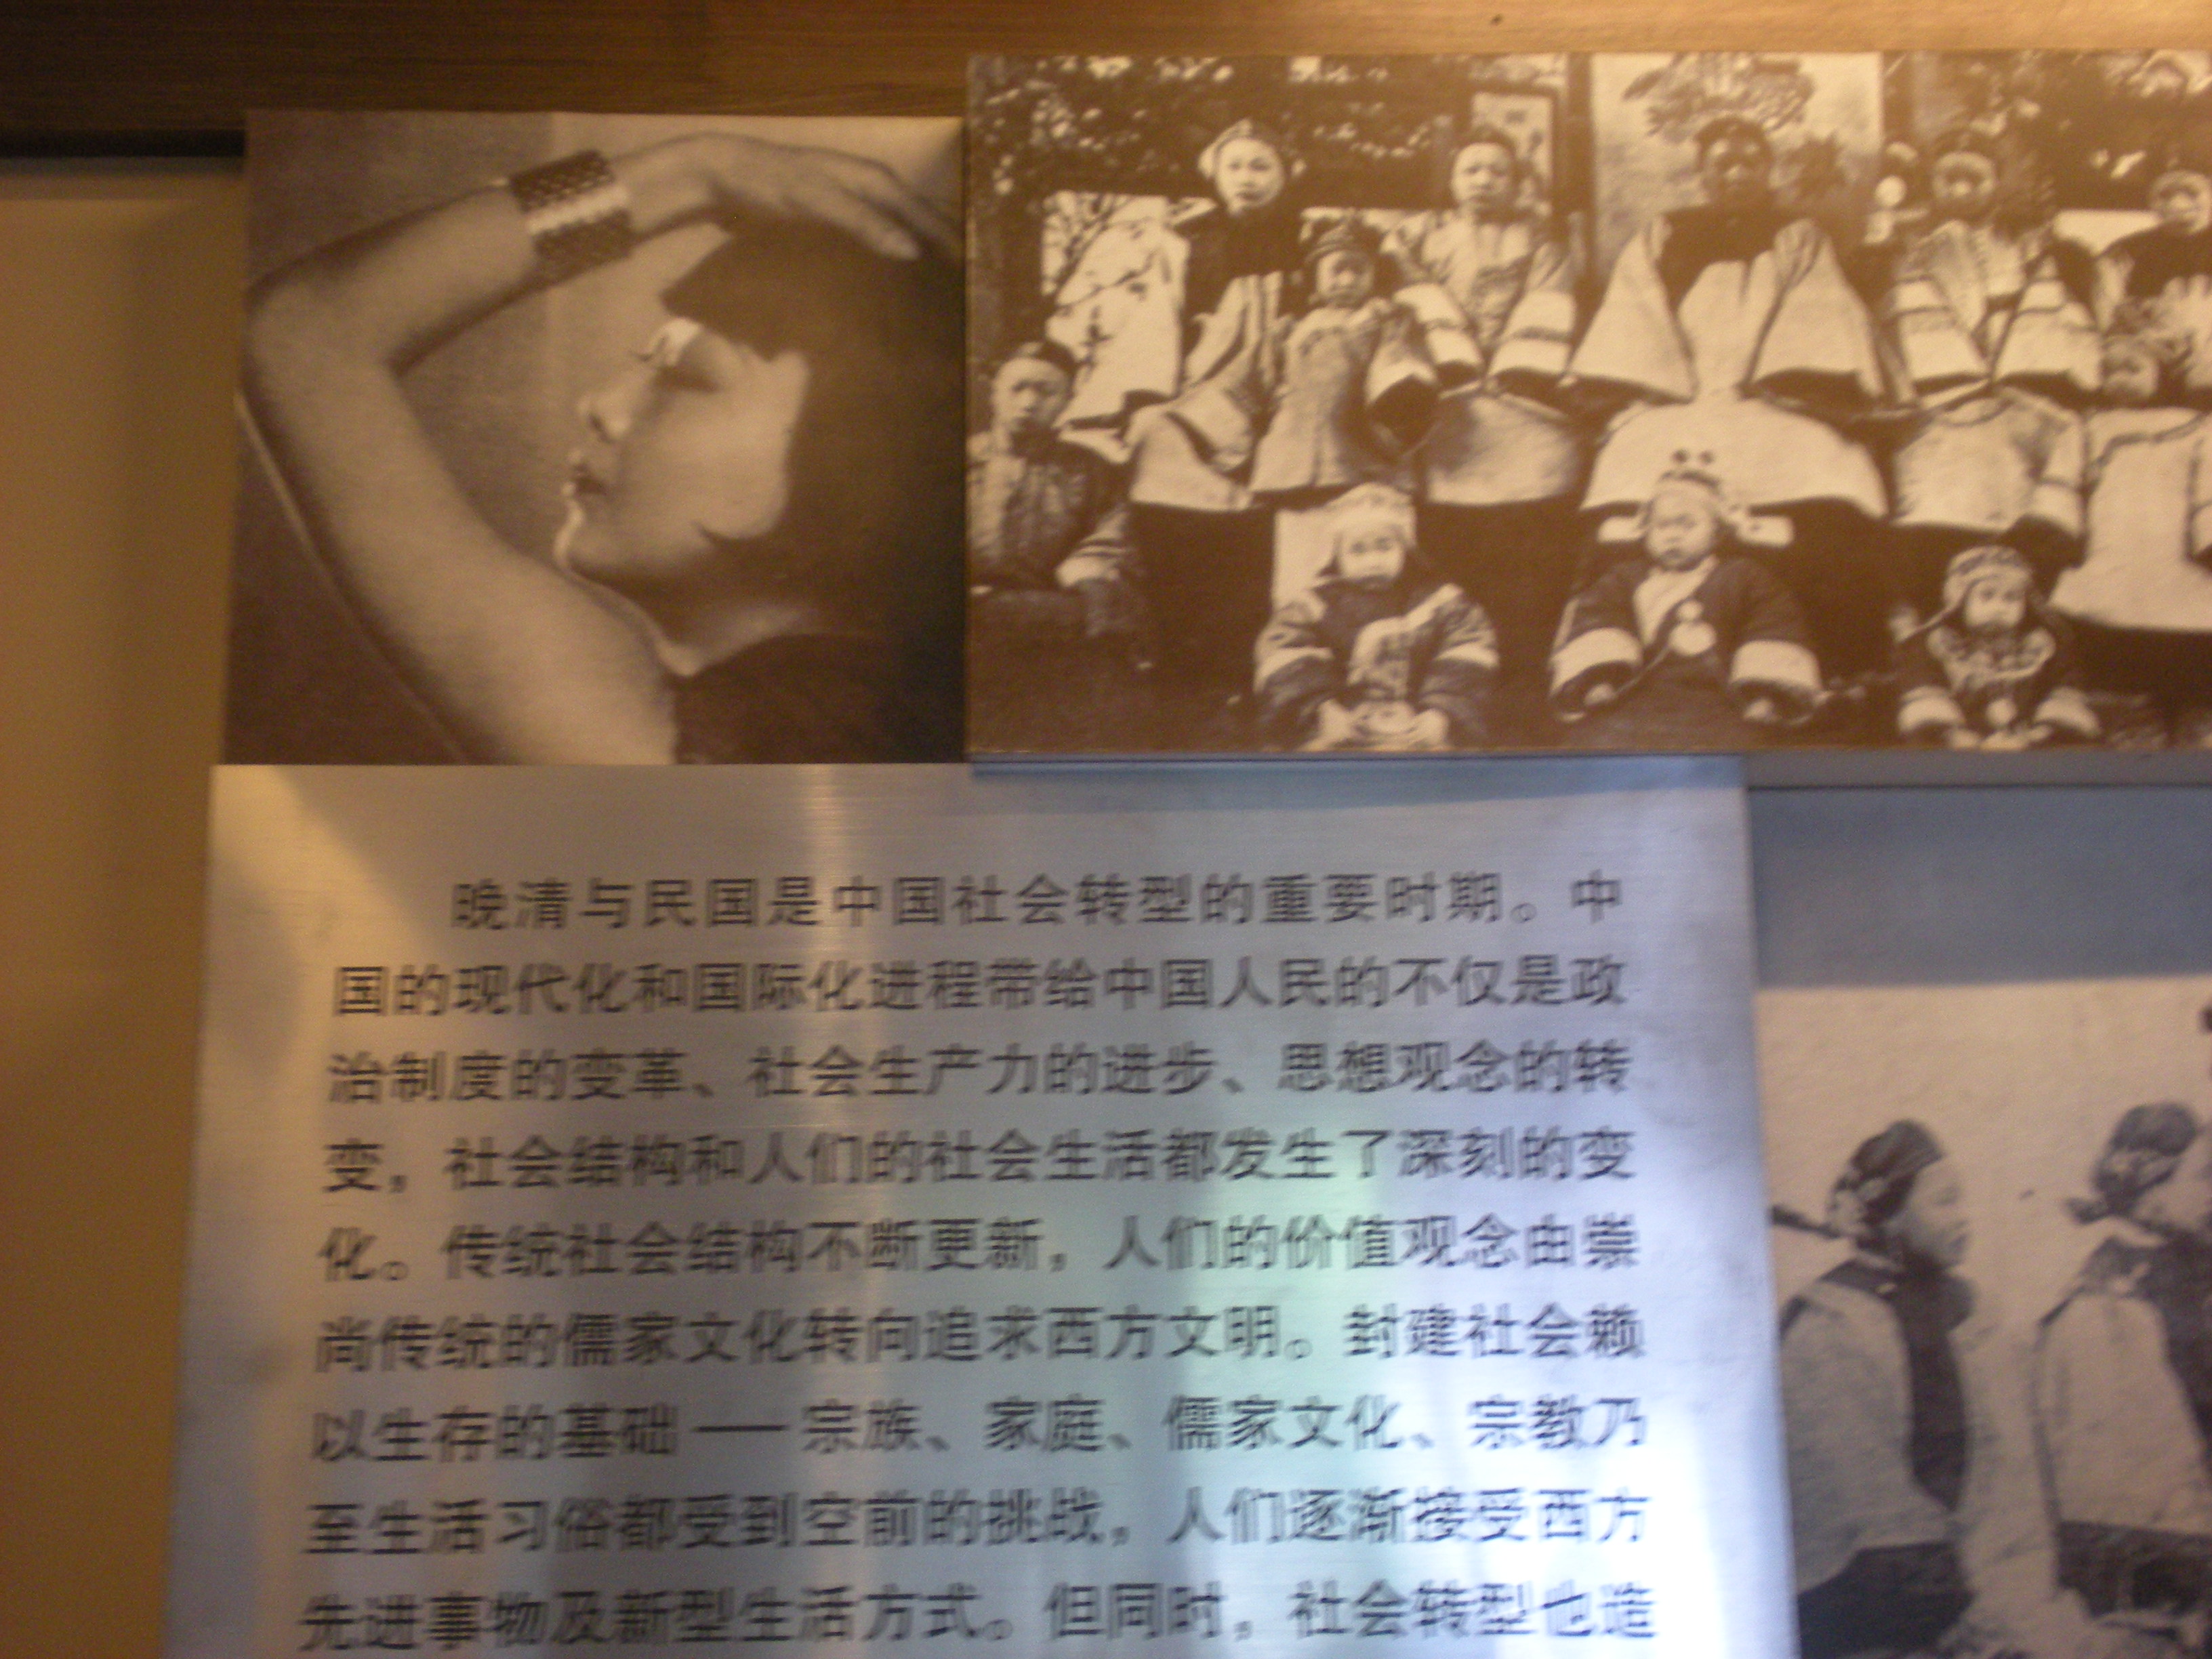 晚清与民国是中国社会转型的重要时期。中
国的现代化和国际化进程带给中国人民的不仅是政
治制度的变革、社会生产力的进步、思想观念的转
变，社会结构和人们的社会生活都发生了深刻的变
化。传统社会结构不断更新，人们的价值观念由崇
尚传统的儒家文化转向追求西方文明。封建社会赖
以生存的基础——宗族、家庭、儒家文化、宗教乃
至生活习俗都受到空前的挑战，人们逐渐接受西方
先进事物及新型生活方式。但同时，社会转型也造